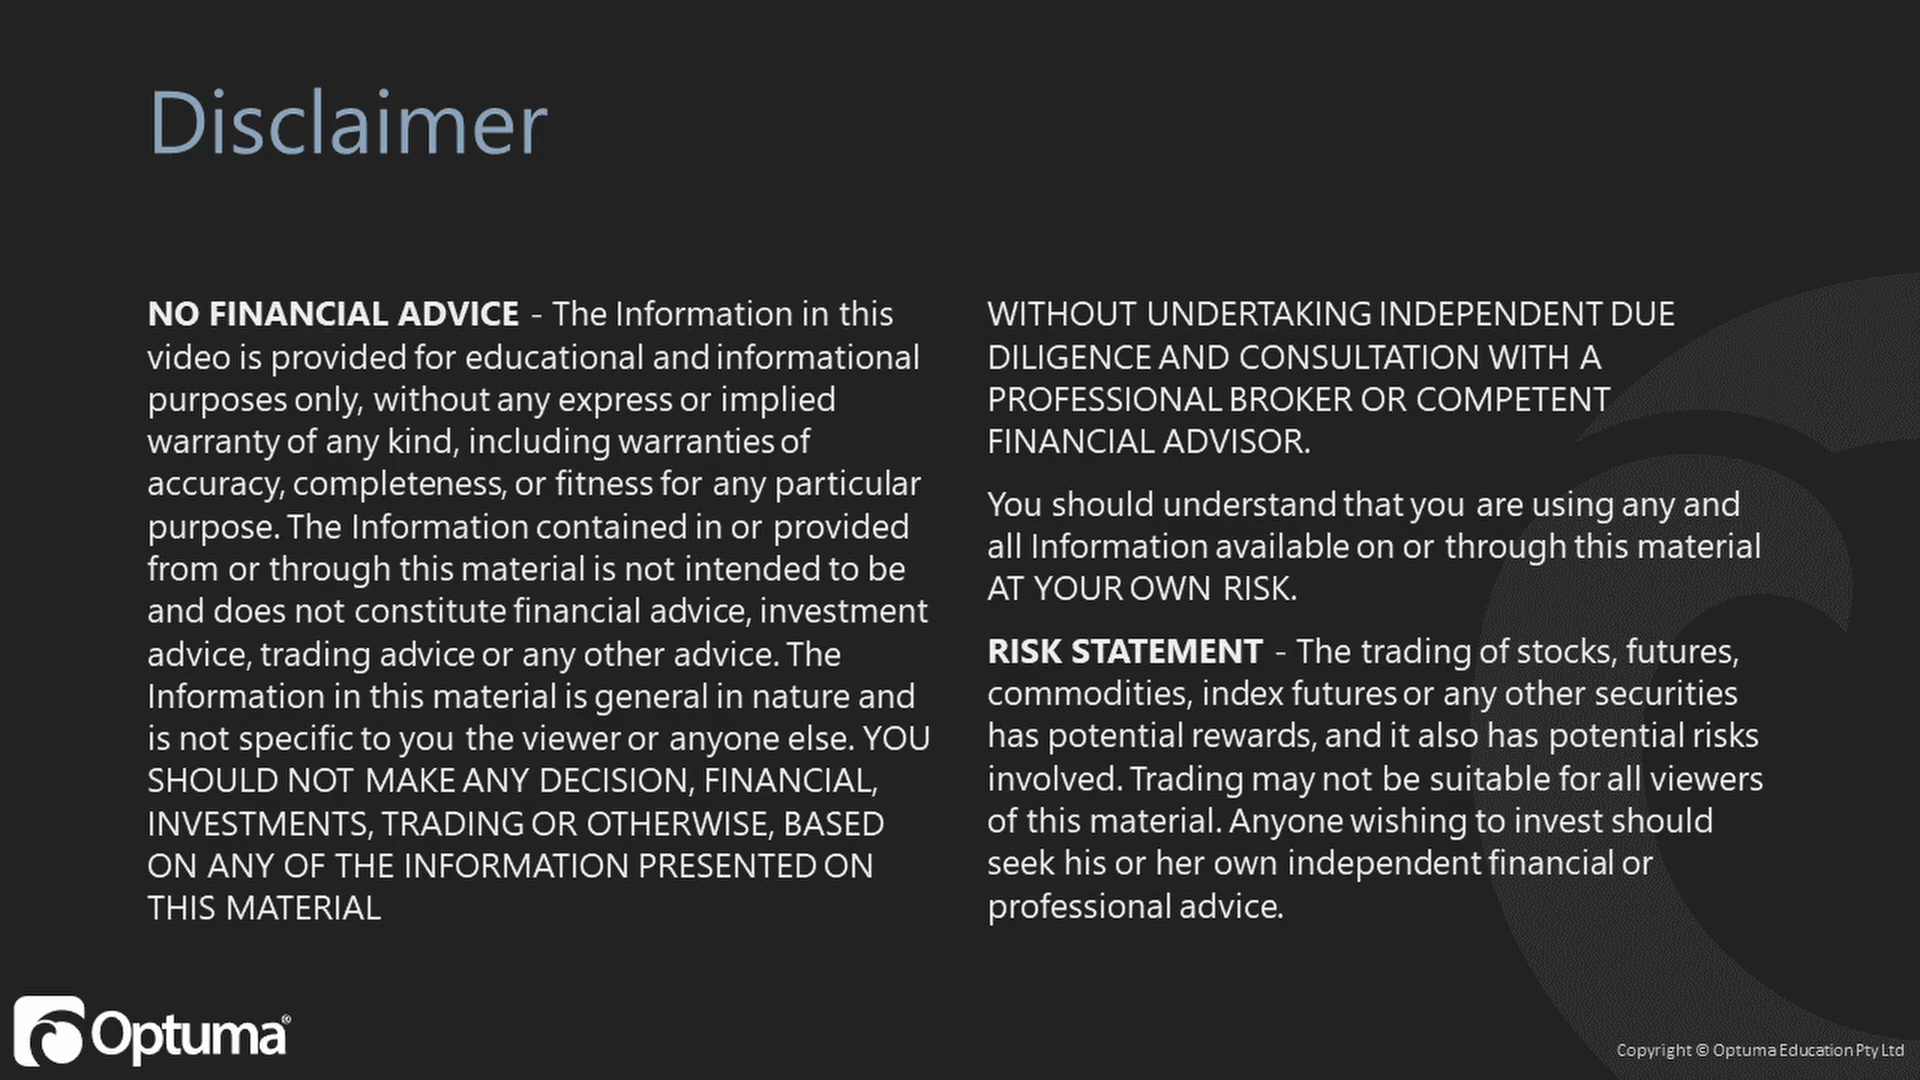 Disclaimer
NO FINANCIAL ADVICE - The Information in this
video is provided for educational and informational
purposes only, without any express or implied
warranty of any kind, including warranties of
accuracy, completeness, or fitness for any particular
purpose. The Information contained in or provided
from or through this material is not intended to be
and does not constitute financial advice, investment
advice, trading advice or any other advice. The
Information in this material is general in nature and
is not specific to you the viewer or anyone else. YOU
SHOULD NOT MAKE ANY DECISION, FINANCIAL,
INVESTMENTS, TRADING OR OTHERWISE, BASED
ON ANY OF THE INFORMATION PRESENTED ON
THIS MATERIAL
WITHOUT UNDERTAKING INDEPENDENT DUE
DILIGENCE AND CONSULTATION WITH A
PROFESSIONAL BROKER OR COMPETENT
FINANCIAL ADVISOR.
You should understand that you are using any and
all Information available on or through this material
AT YOUR OWN RISK.
RISK STATEMENT - The trading of stocks, futures,
commodities, index futures or any other securities
has potential rewards, and it also has potential risks
involved. Trading may not be suitable for all viewers
of this material. Anyone wishing to invest should
seek his or her own independent financial or
professional advice.
Optuma®
Copyright © Optuma Education Pty Ltd